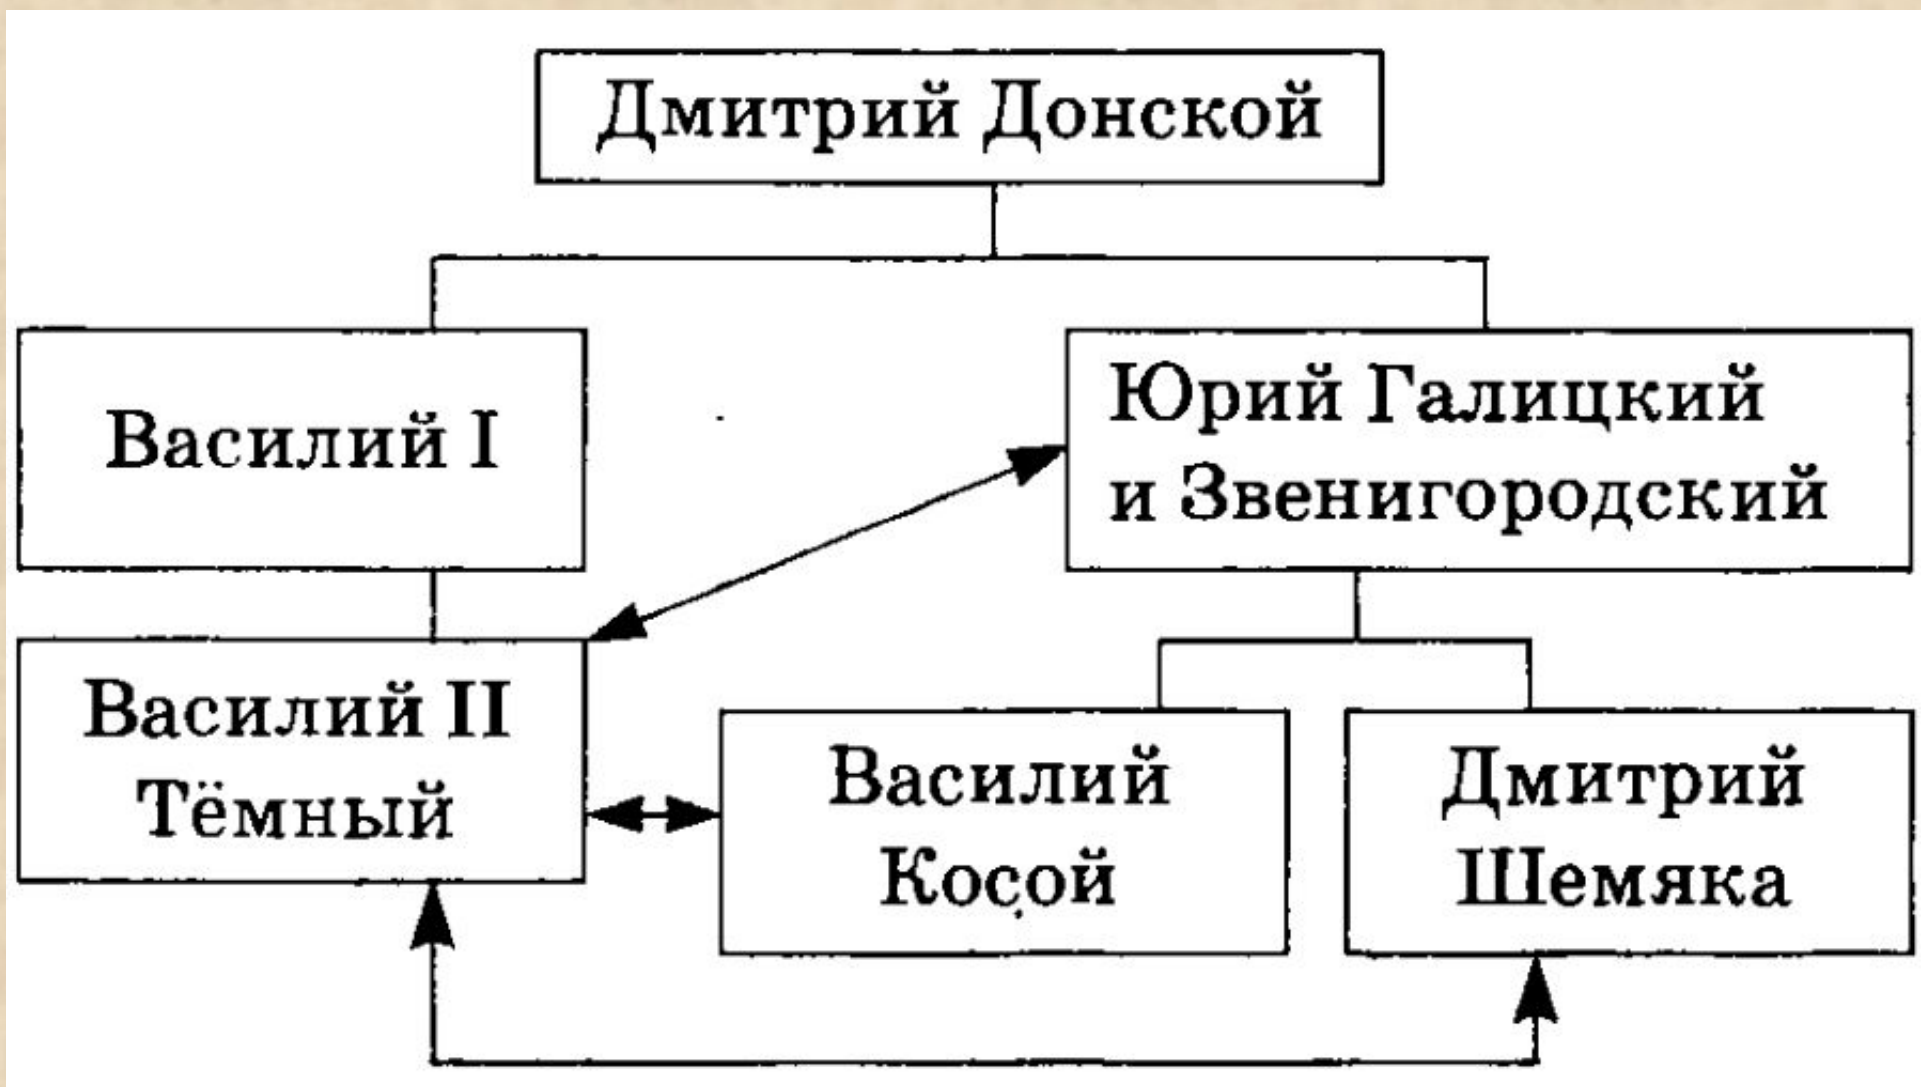 Дмитрий Донской
Василий I
Юрий Галицкий
и Звенигородский
Василий II
Тёмный
Василий
Косой
Дмитрий
Шемяка